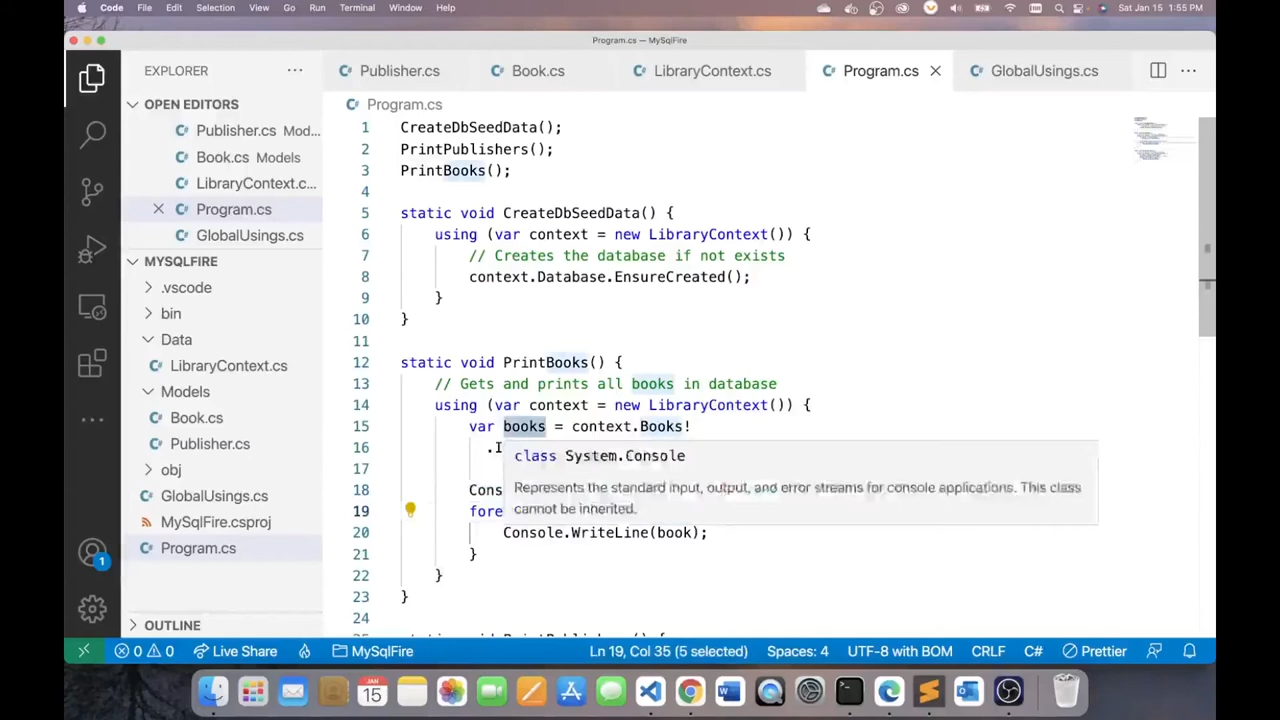 Code File Edit Selection View Go Run Terminal Window Help Sat Jan 15 1:55 PM
Program.cs — MySqlFire
EXPLORER
OPEN EDITORS
Publisher.cs Mod...
Book.cs Models
LibraryContext.c...
Program.cs
GlobalUsings.cs
MYSQLFIRE
.vscode
bin
Data
LibraryContext.cs
Models
Book.cs
Publisher.cs
obj
GlobalUsings.cs
MySqlFire.csproj
Program.cs
OUTLINE
1
Publisher.cs Book.cs LibraryContext.cs Program.cs GlobalUsings.cs
Program.cs
1 CreateDbSeedData();
2 PrintPublishers();
3 PrintBooks();
4
5 static void CreateDbSeedData() {
6 using (var context = new LibraryContext()) {
7 // Creates the database if not exists
8 context.Database.EnsureCreated();
9 }
10 }
11
12 static void PrintBooks() {
13 // Gets and prints all books in database
14 using (var context = new LibraryContext()) {
15 var books = context.Books!
16 .I
17
18 Cons
19 fore
20 Console.WriteLine(book);
21 }
22 }
23 }
24
class System.Console
Represents the standard input, output, and error streams for console applications. This class
cannot be inherited.
0 0 Live Share MySqlFire Ln 19, Col 35 (5 selected) Spaces: 4 UTF-8 with BOM CRLF C# Prettier
JAN
15